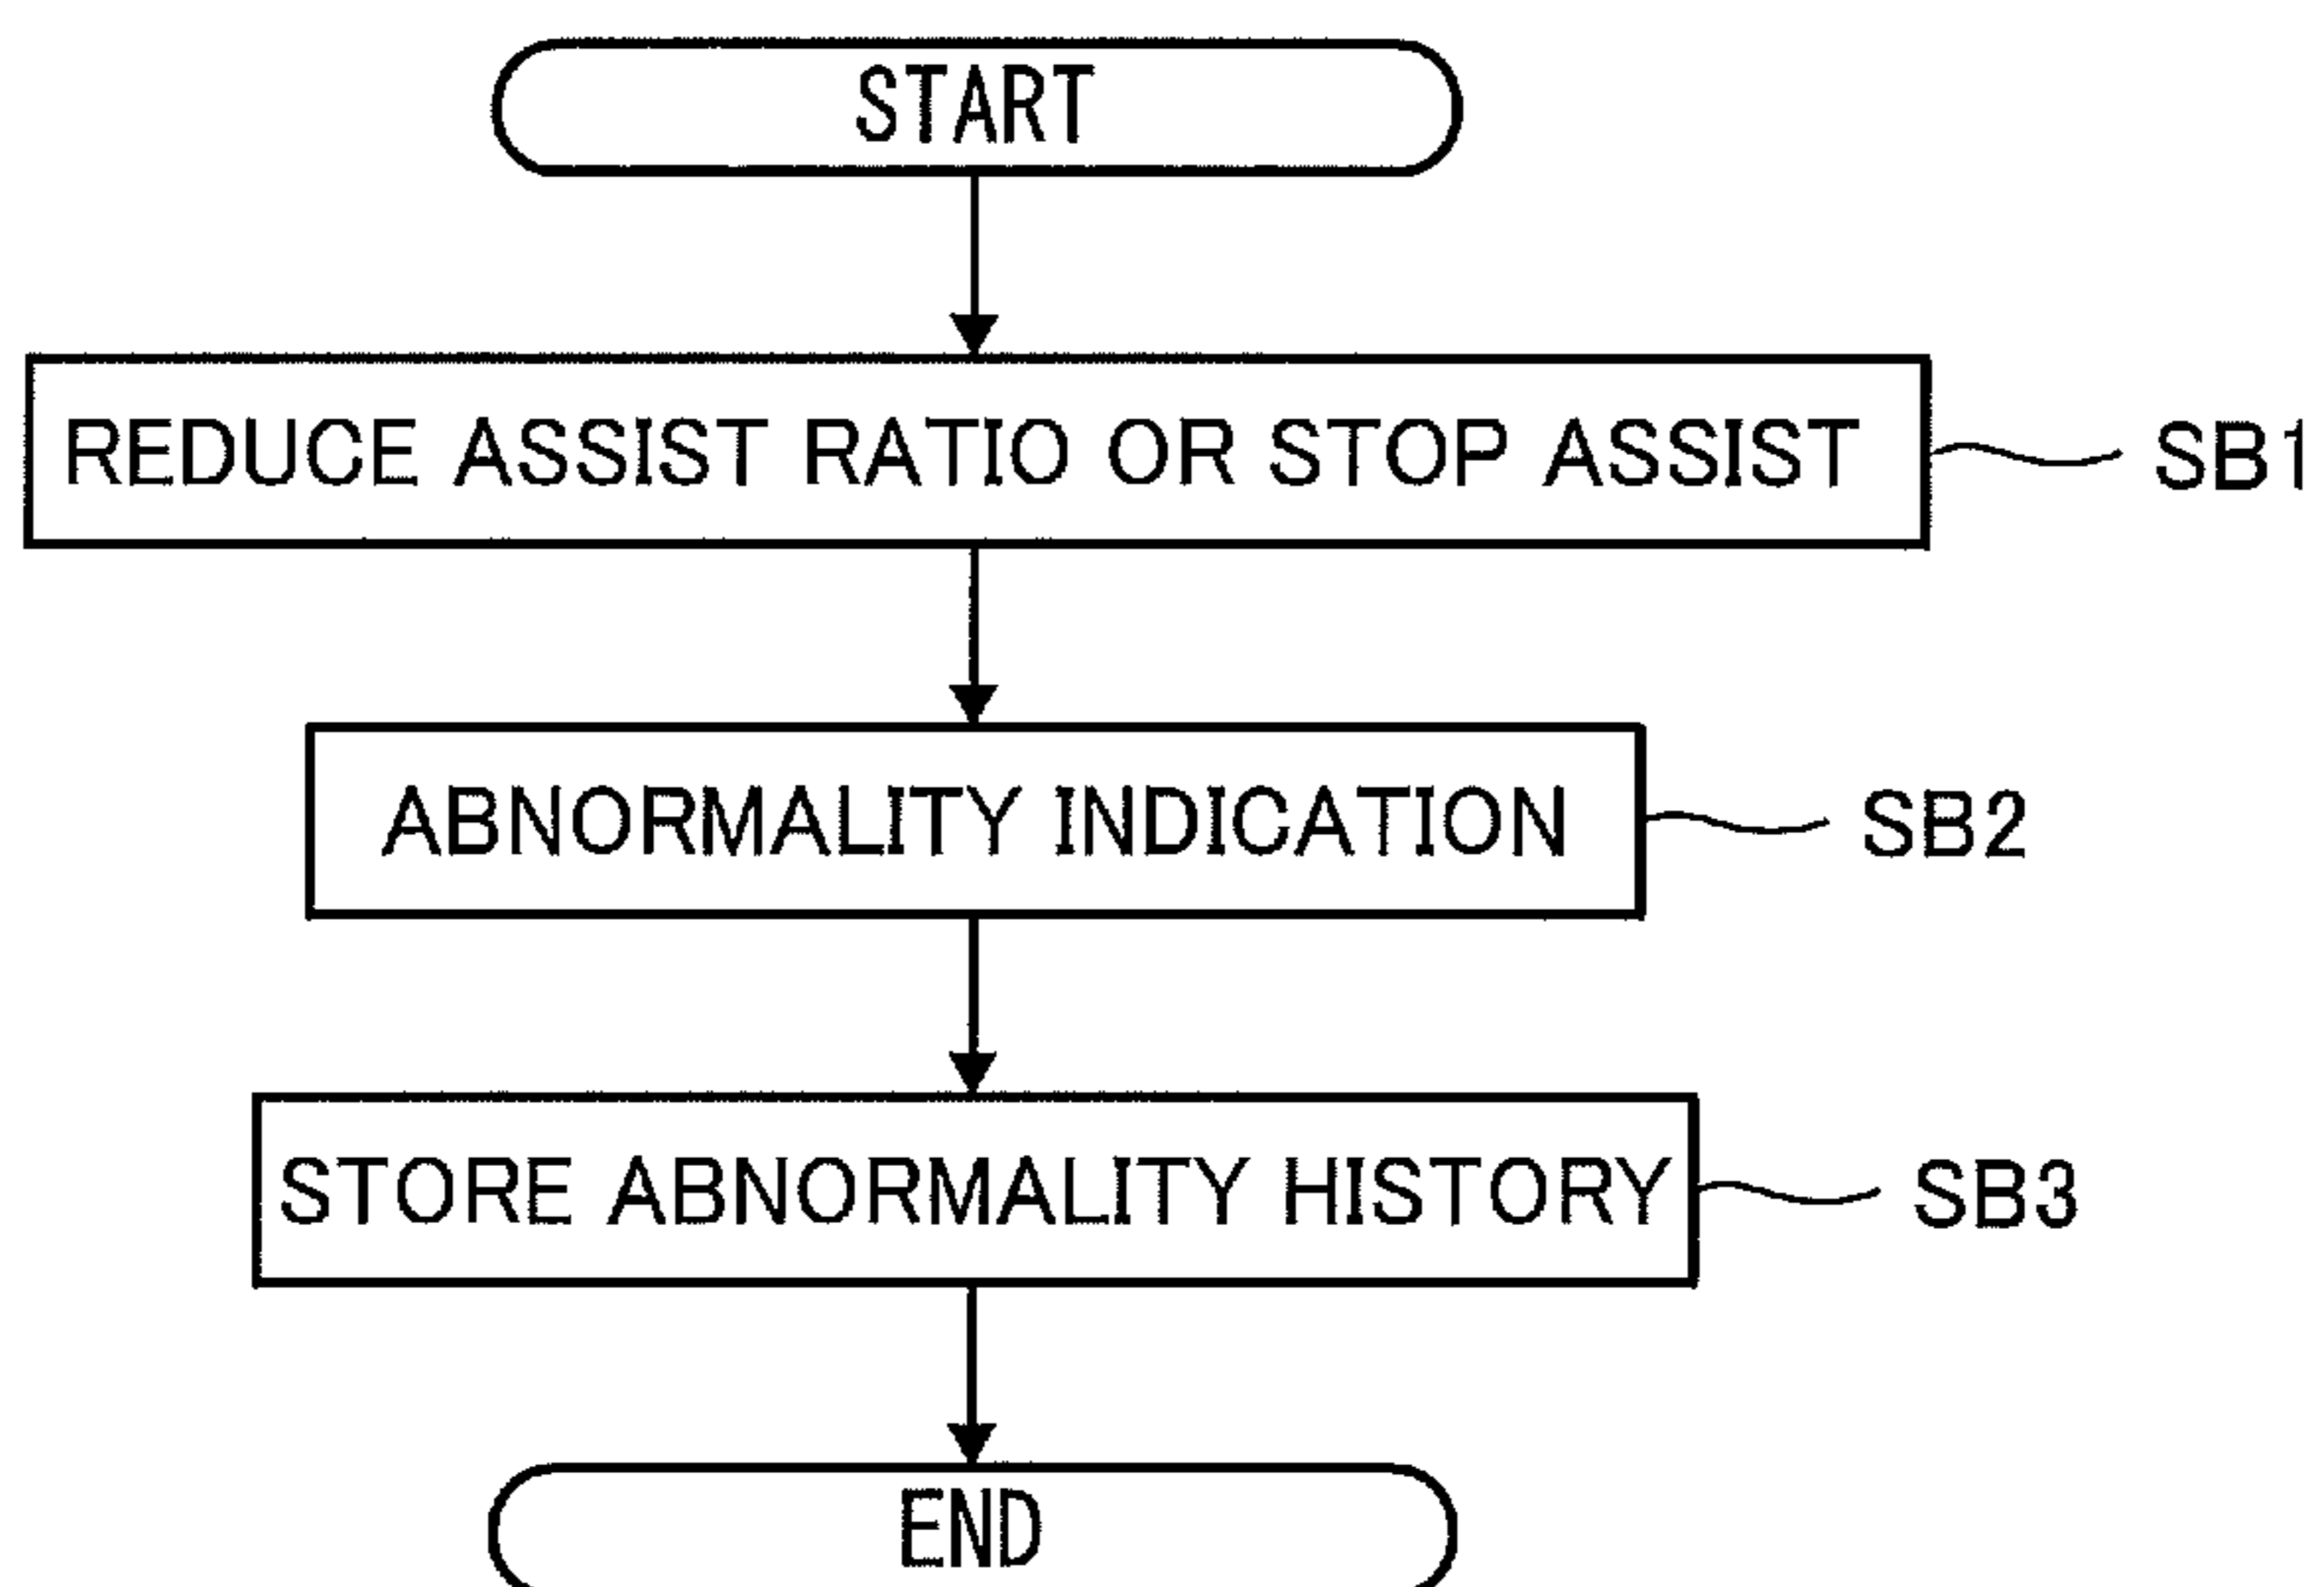 START
REDUCE ASSIST RATIO OR STOP ASSIST SB1
ABNORMALITY INDICATION SB2
STORE ABNORMALITY HISTORY SB3
END